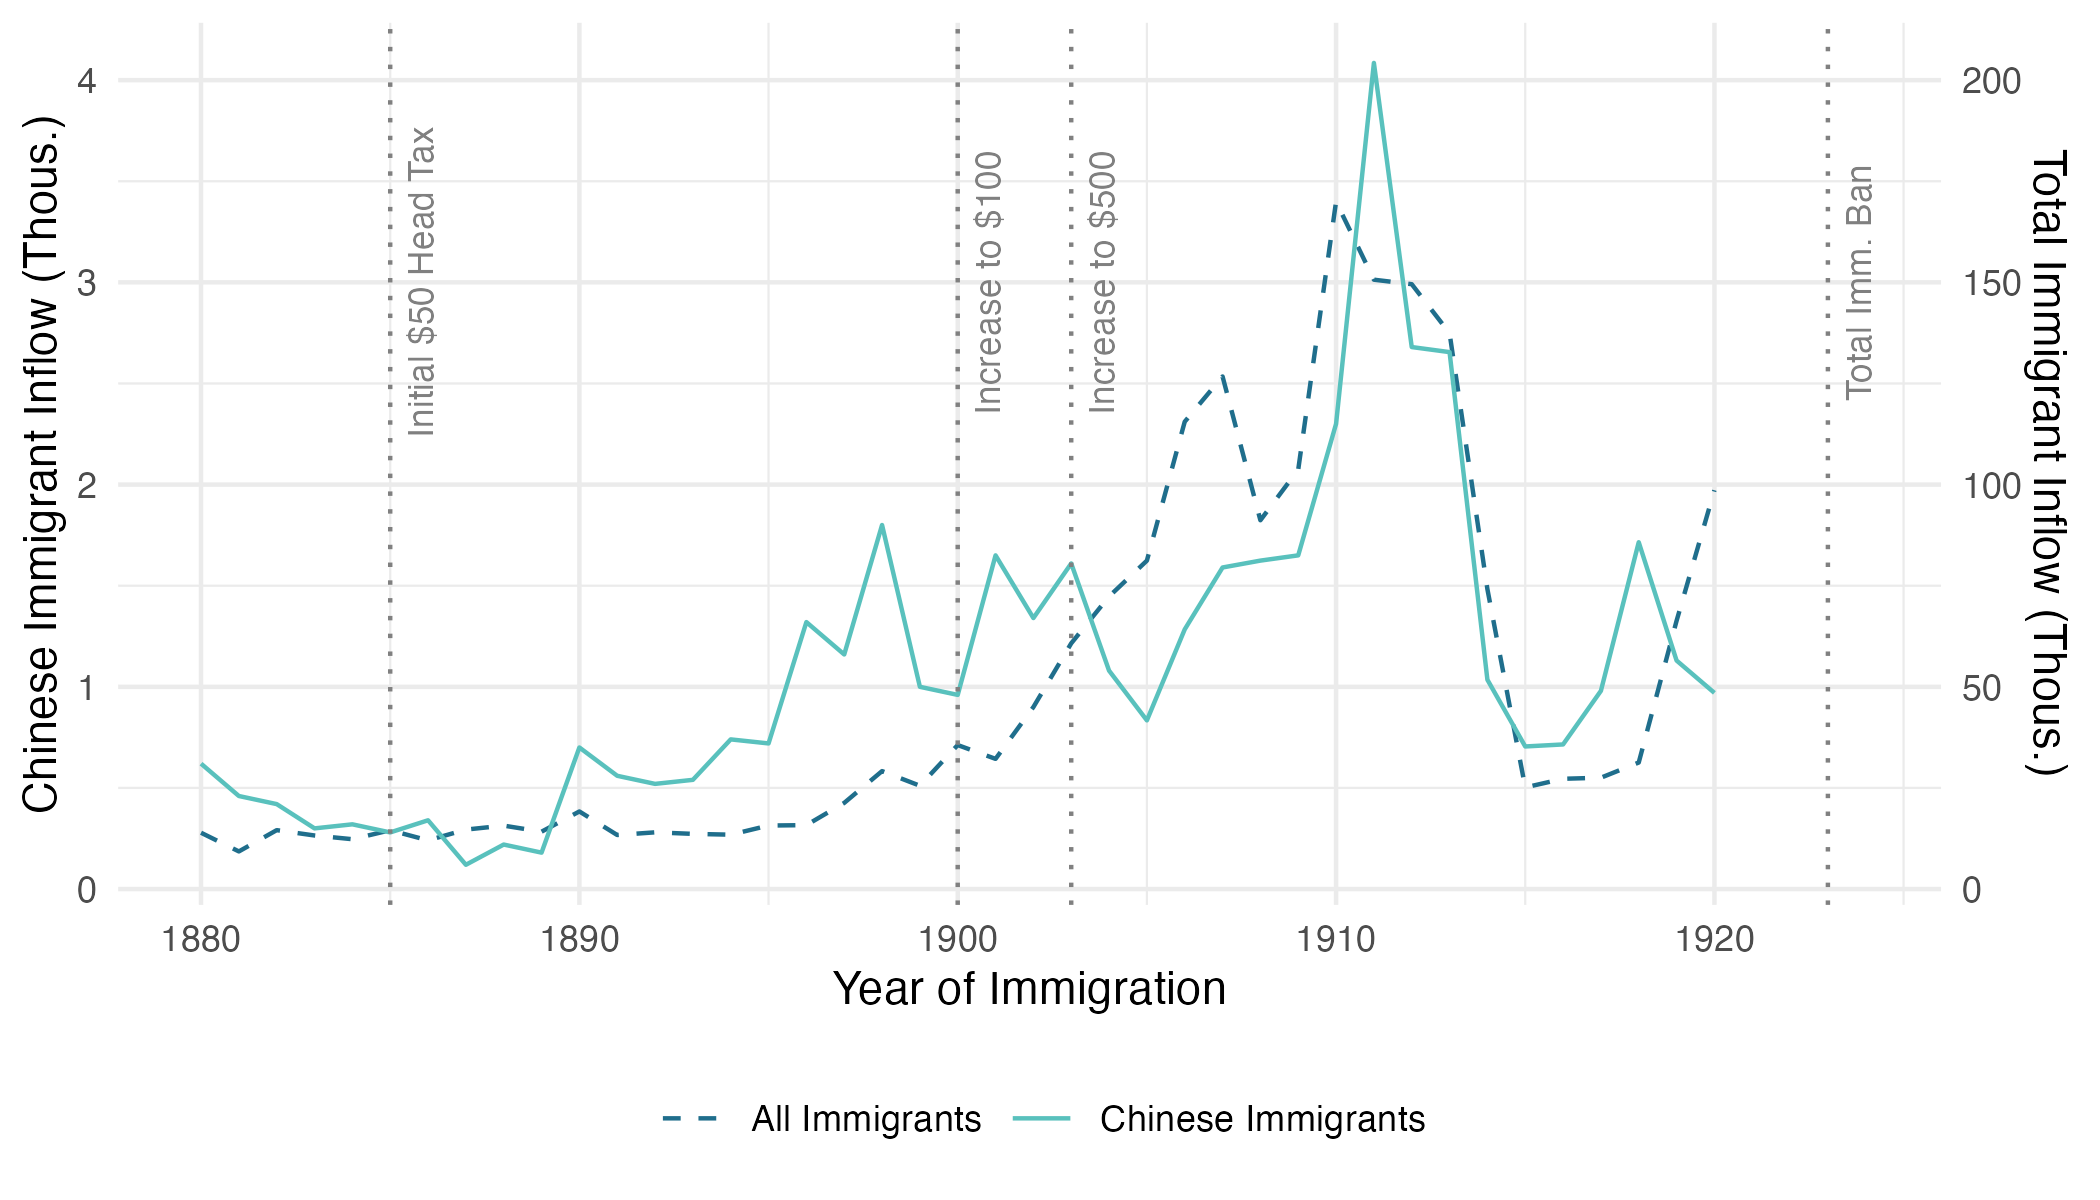 Chinese Immigrant Inflow (Thous.)
4
3
2
1
0
Initial $50 Head Tax
Increase to $100
Increase to $500
Total Imm. Ban
200
150
100
50
0
Total Immigrant Inflow (Thous.)
1880 1890 1900 1910 1920
Year of Immigration
All Immigrants Chinese Immigrants